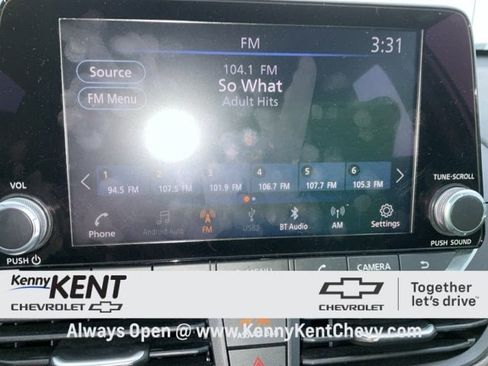 FM
3:31
Source
104.1 FM
So What
FM Menu
Adult Hits
1 2 3 4 5 6
94.5 FM 107.5 FM 101.9 FM 106.7 FM 107.7 FM 105.3 FM
VOL
TUNE•SCROLL
Phone
Android Auto
FM
USB2
BT Audio
AM
Settings
PUSH
PUSH SOUND
CAMERA
Kenny
KENT
CHEVROLET
CHEVROLET
Together
let's drive
Always Open @ www.KennyKentChevy.com